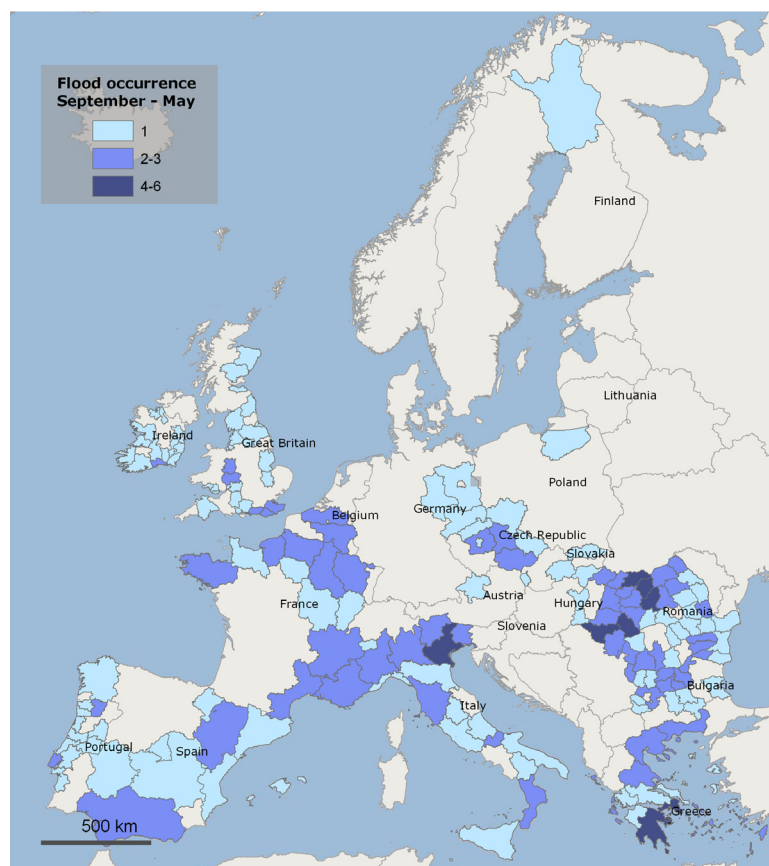 Flood occurrence
September - May
1
2-3
4-6
Finland
Lithuania
Ireland
Great Britain
Poland
Belgium
Germany
Czech Republic
Slovakia
Austria
Hungary
France
Romania
Slovenia
Bulgaria
Italy
Portugal
Spain
Greece
500 km